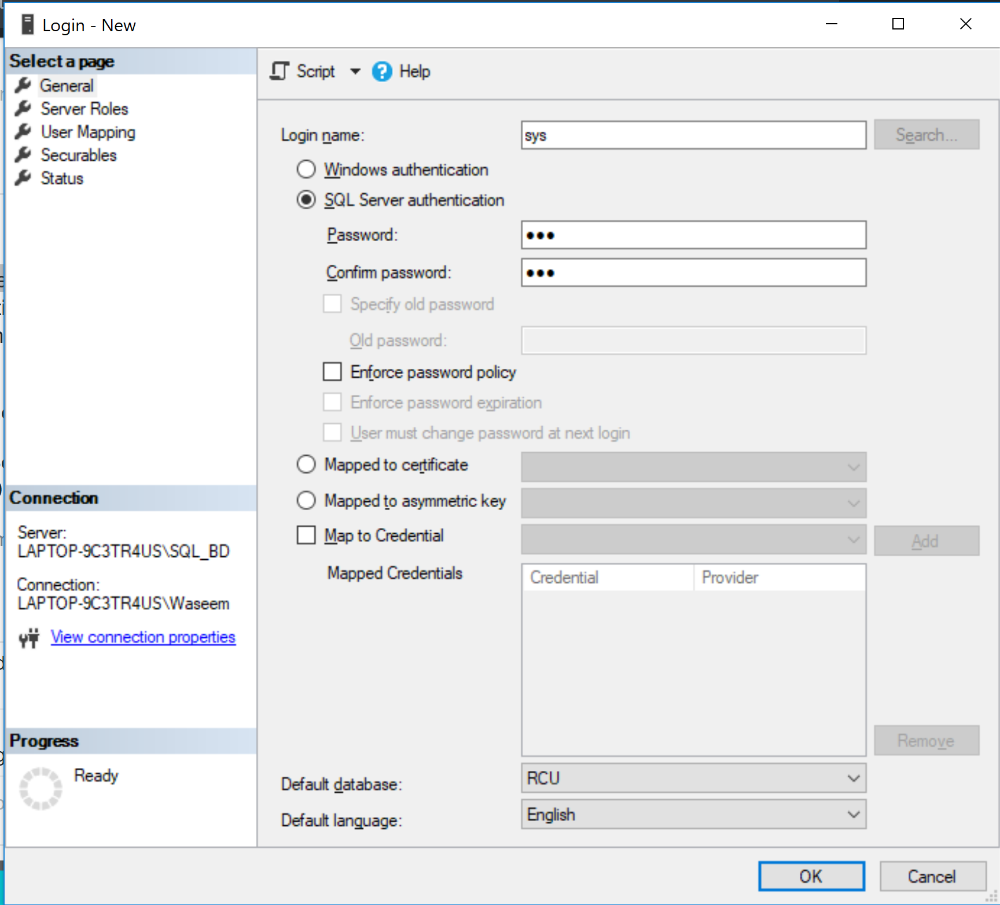 Login - New
Select a page
General
Server Roles
User Mapping
Securables
Status
Script
Help
Login name:
sys
Search...
Windows authentication
SQL Server authentication
Password:
●●●
Confirm password:
●●●
Specify old password
Old password:
Enforce password policy
Enforce password expiration
User must change password at next login
Mapped to certificate
Mapped to asymmetric key
Map to Credential
Add
Mapped Credentials
Credential
Provider
Remove
Default database:
RCU
Default language:
English
Connection
Server:
LAPTOP-9C3TR4US\SQL_BD
Connection:
LAPTOP-9C3TR4US\Waseem
View connection properties
Progress
Ready
OK
Cancel